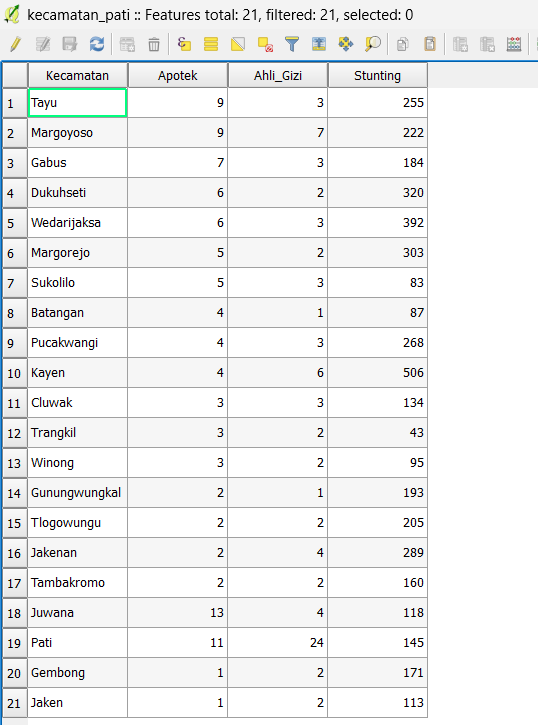 kecamatan_pati :: Features total: 21, filtered: 21, selected: 0
Kecamatan Apotek Ahli_Gizi Stunting
1 Tayu 9 3 255
2 Margoyoso 9 7 222
3 Gabus 7 3 184
4 Dukuhseti 6 2 320
5 Wedarijaksa 6 3 392
6 Margorejo 5 2 303
7 Sukolilo 5 3 83
8 Batangan 4 1 87
9 Pucakwangi 4 3 268
10 Kayen 4 6 506
11 Cluwak 3 3 134
12 Trangkil 3 2 43
13 Winong 3 2 95
14 Gunungwungkal 2 1 193
15 Tlogowungu 2 2 205
16 Jakenan 2 4 289
17 Tambakromo 2 2 160
18 Juwana 13 4 118
19 Pati 11 24 145
20 Gembong 1 2 171
21 Jaken 1 2 113